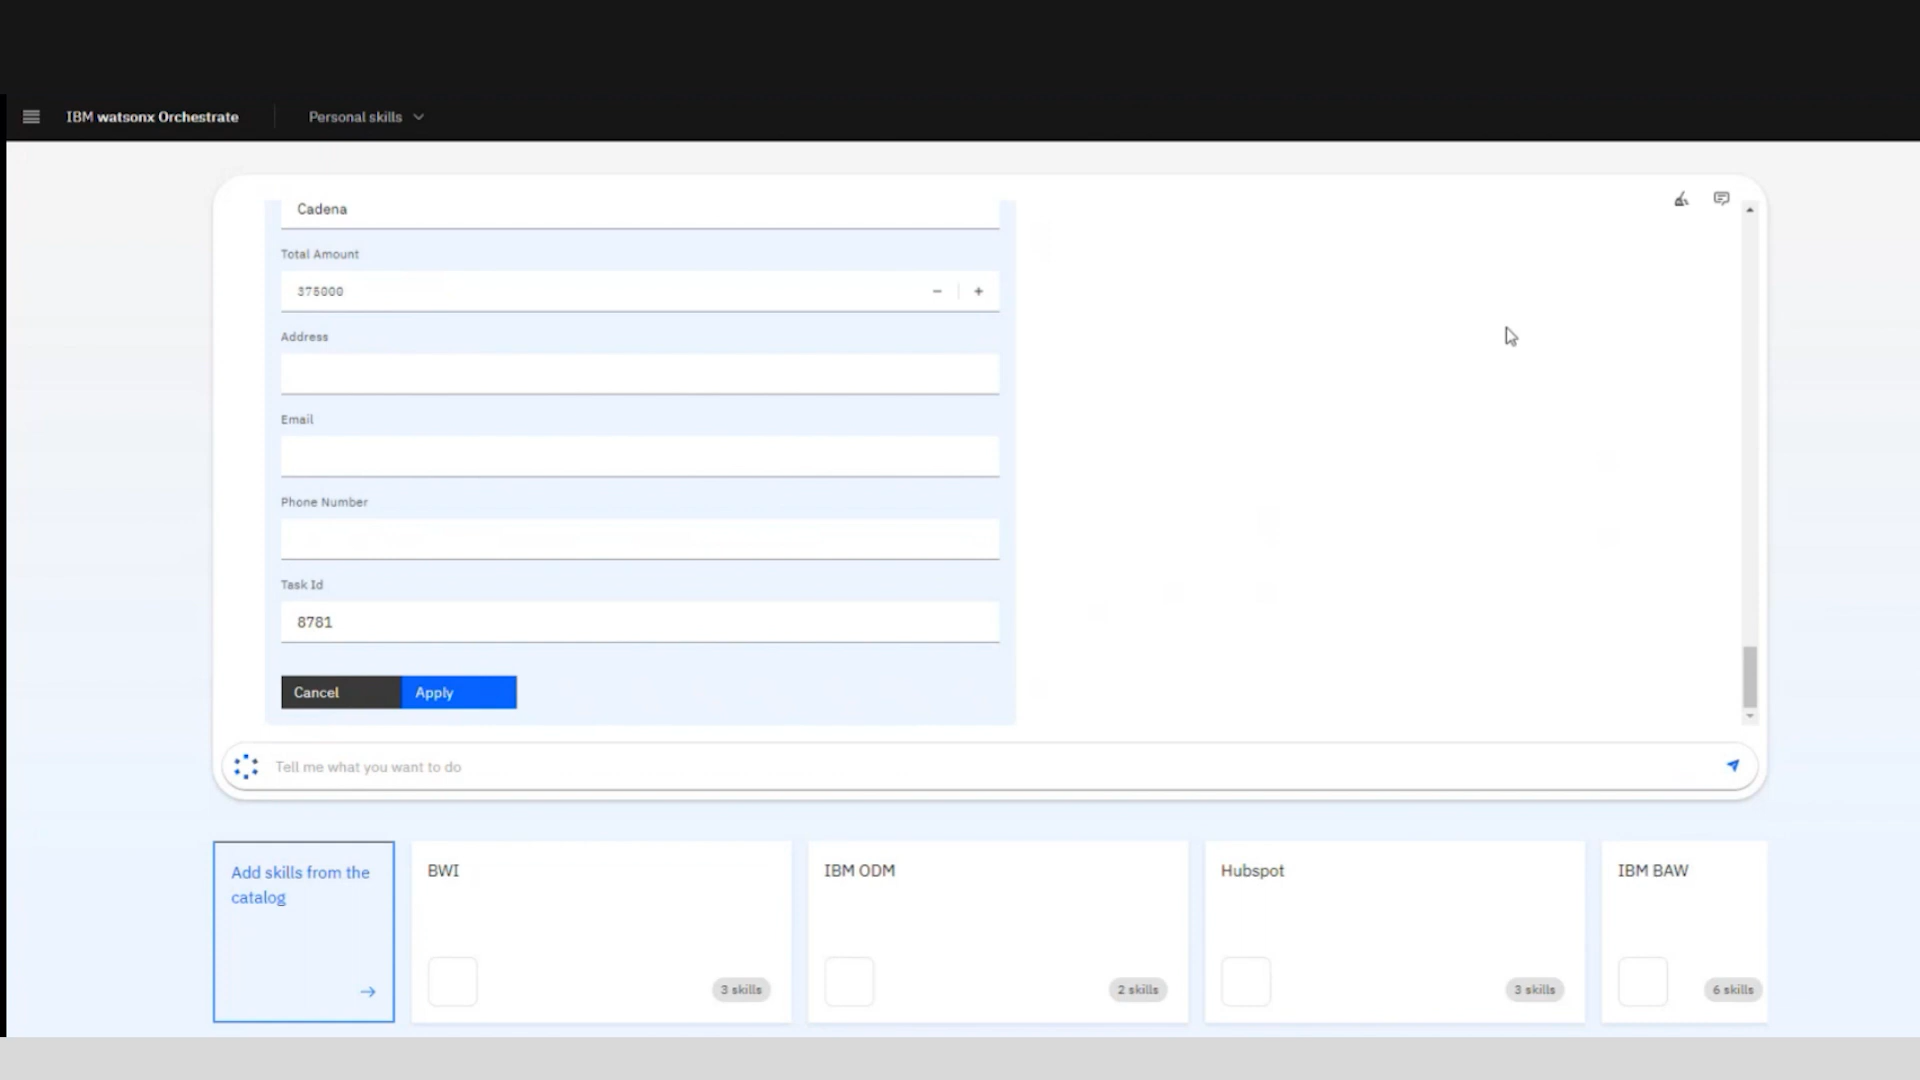 IBM watsonx Orchestrate
Personal skills
Cadena
Total Amount
375000
Address
Email
Phone Number
Task Id
8781
Cancel
Apply
Tell me what you want to do
Add skills from the
catalog
BWI
3 skills
IBM ODM
2 skills
Hubspot
3 skills
IBM BAW
6 skills